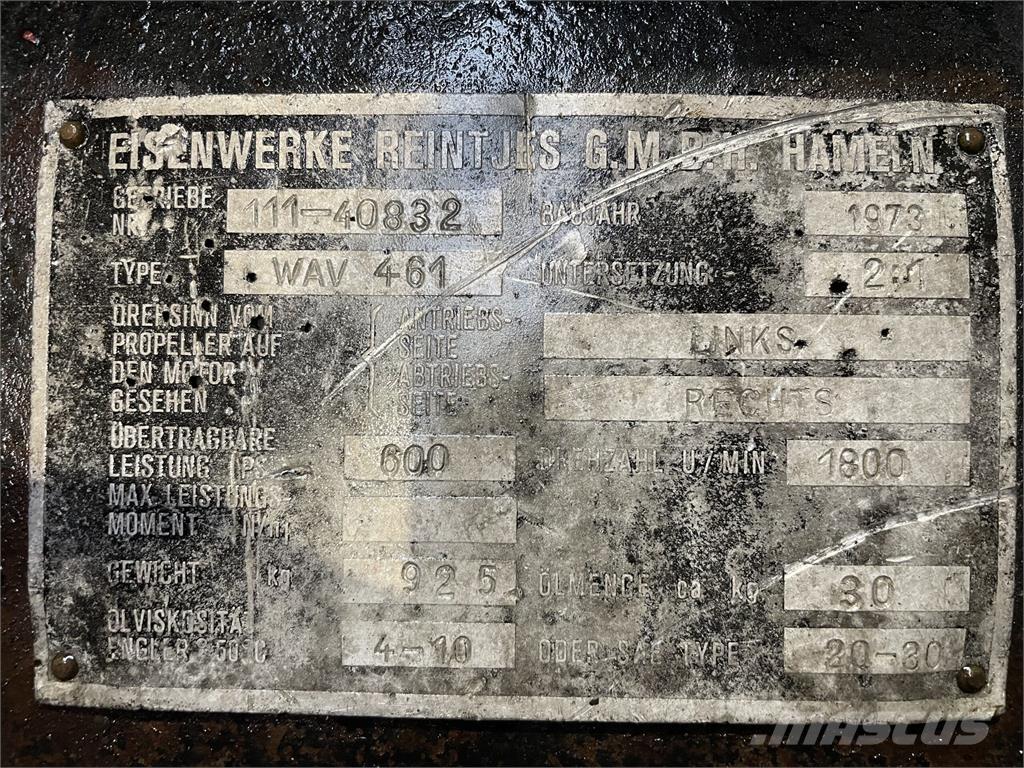 EISENWERKE REINTJES G.M.B.H. HAMELN
GETRIEBE NR. 111-40832 BAUJAHR 1973
TYPE WAV 461 UNTERSETZUNG 2:1
DREHSINN VOM PROPELLER AUF DEN MOTOR GESEHEN
ANTRIEBS-SEITE LINKS
ABTRIEBS-SEITE RECHTS
ÜBERTRAGBARE LEISTUNG PS 600 DREHZAHL U/MIN 1800
MAX LEISTUNGS
MOMENT
GEWICHT kg 925 ÖLMENGE ca kg 30
ÖLVISKOSITÄT
ENGLER 50°C 4-10 ODER SAE TYPE 20-30
MASCUS